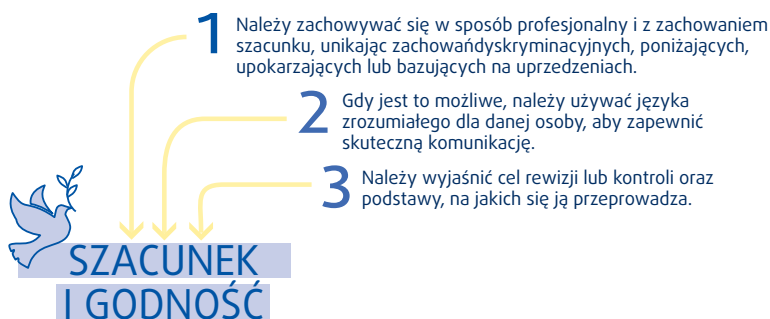 1 Należy zachowywać się w sposób profesjonalny i z zachowaniem
szacunku, unikając zachowańdyskryminacyjnych, poniżających,
upokarzających lub bazujących na uprzedzeniach.
2 Gdy jest to możliwe, należy używać języka
zrozumiałego dla danej osoby, aby zapewnić
skuteczną komunikację.
3 Należy wyjaśnić cel rewizji lub kontroli oraz
podstawy, na jakich się ją przeprowadza.
SZACUNEK
I GODNOŚĆ